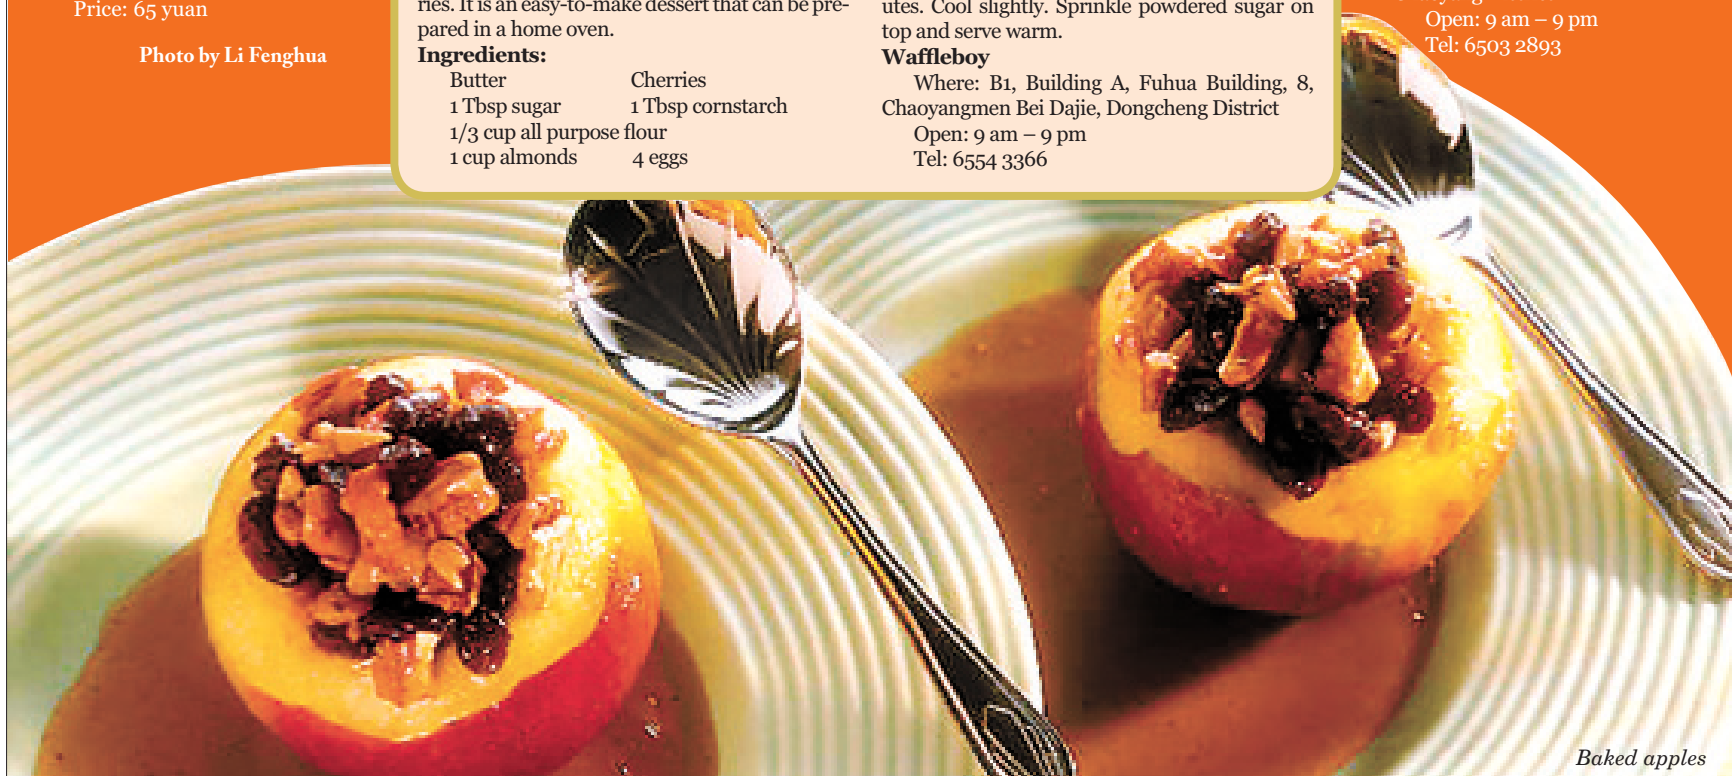 Price: 65 yuan
Photo by Li Fenghua
ries. It is an easy-to-make dessert that can be pre-
pared in a home oven.
Ingredients:
Butter Cherries
1 Tbsp sugar 1 Tbsp cornstarch
1/3 cup all purpose flour
1 cup almonds 4 eggs
utes. Cool slightly. Sprinkle powdered sugar on
top and serve warm.
Waffleboy
Where: B1, Building A, Fuhua Building, 8,
Chaoyangmen Bei Dajie, Dongcheng District
Open: 9 am – 9 pm
Tel: 6554 3366
Open: 9 am – 9 pm
Tel: 6503 2893
Baked apples